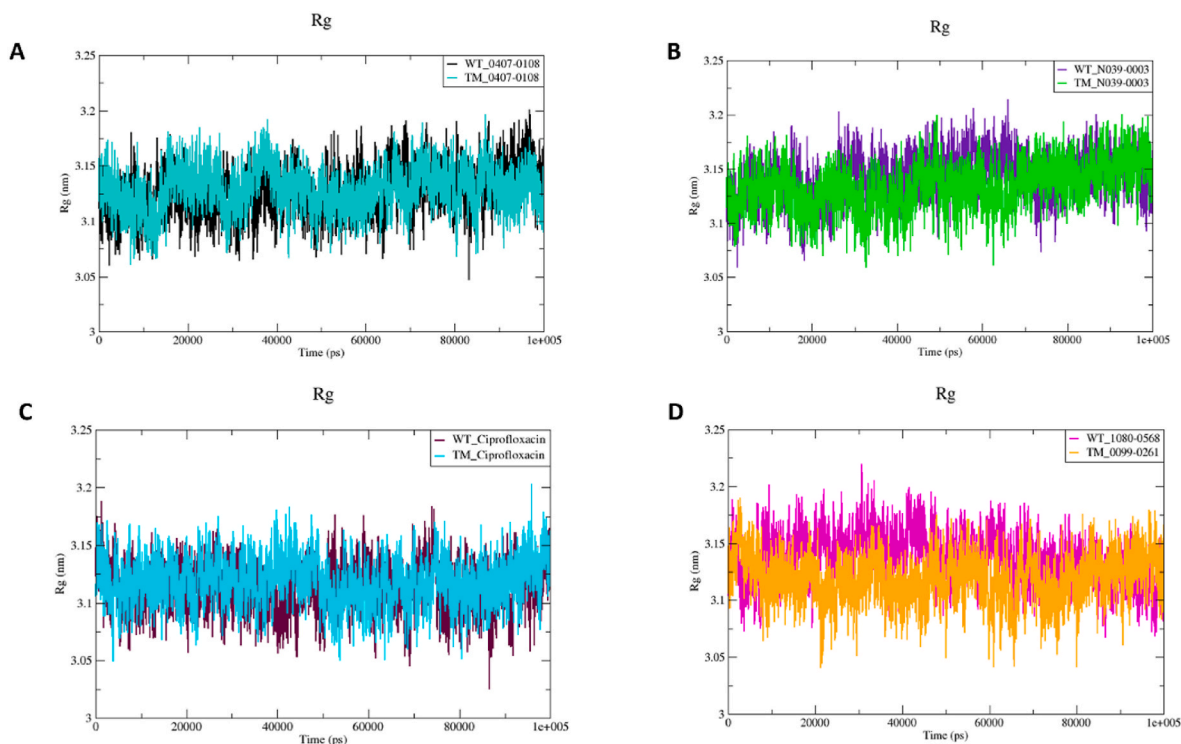 Rg
A
3.25
WT_0407-0108
TM_0407-0108
3.2
3.15
Rg (nm)
3.1
3.05
3
0 20000 40000 60000 80000 1e+005
Time (ps)
Rg
B
3.25
WT_N039-0003
TM_N039-0003
3.2
3.15
Rg (nm)
3.1
3.05
3
0 20000 40000 60000 80000 1e+005
Time (ps)
Rg
C
3.25
WT_Ciprofloxacin
TM_Ciprofloxacin
3.2
3.15
Rg (nm)
3.1
3.05
3
0 20000 40000 60000 80000 1e+005
Time (ps)
Rg
D
3.25
WT_1080-0568
TM_0099-0261
3.2
3.15
Rg (nm)
3.1
3.05
3
0 20000 40000 60000 80000 1e+005
Time (ps)